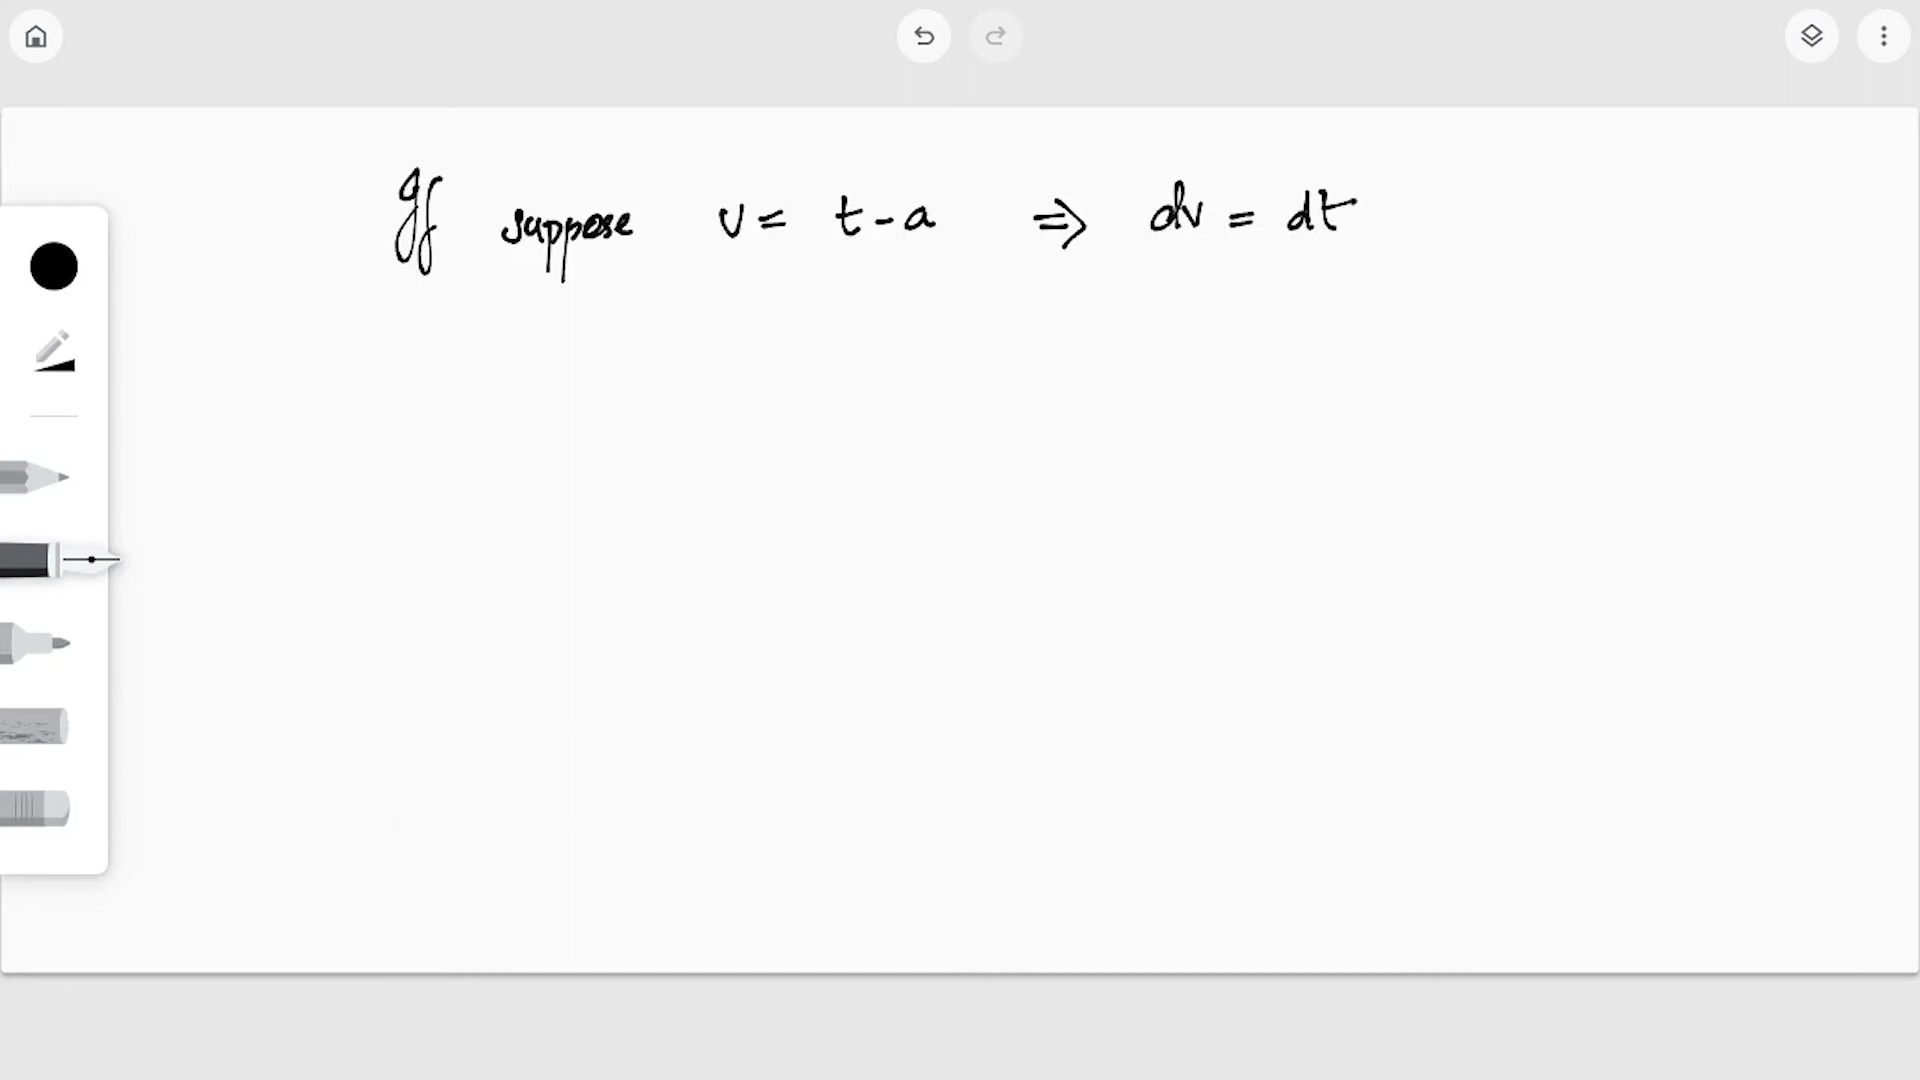 If suppose v = t - a ⇒ dv = dt